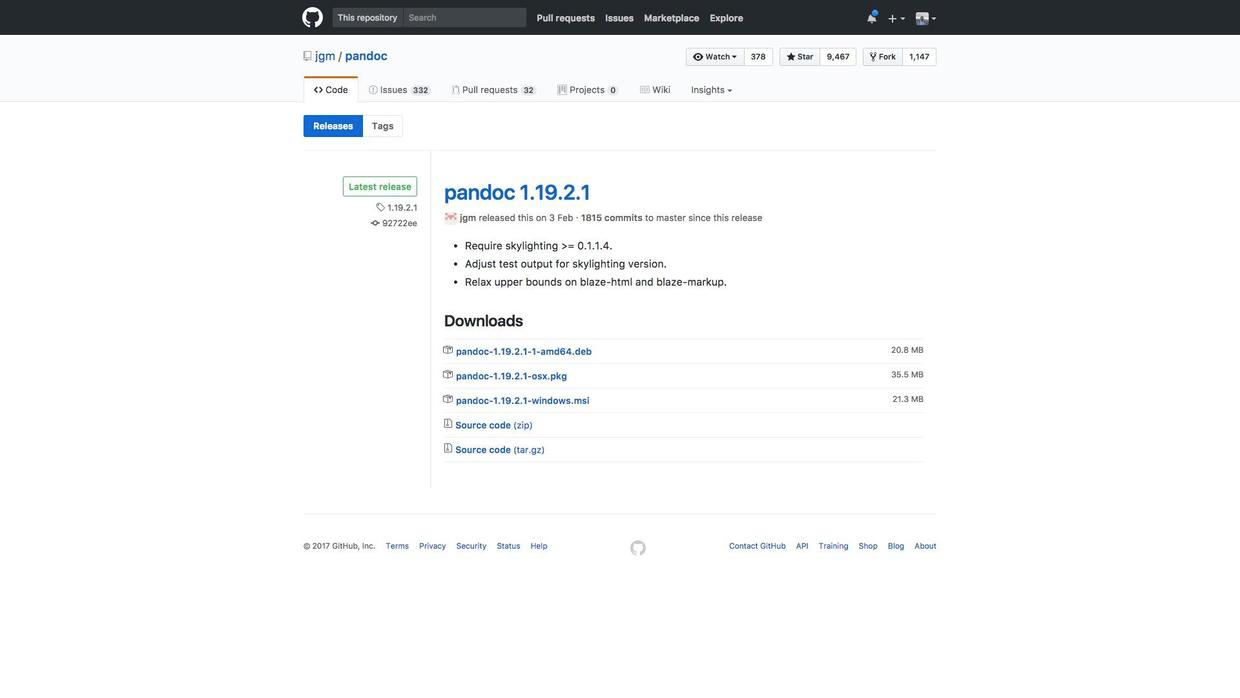 This repository Search Pull requests Issues Marketplace Explore
jgm / pandoc Watch 378 Star 9,467 Fork 1,147
Code Issues 332 Pull requests 32 Projects 0 Wiki Insights
Releases Tags
Latest release
1.19.2.1
92722ee
pandoc 1.19.2.1
jgm released this on 3 Feb · 1815 commits to master since this release
• Require skylighting >= 0.1.1.4.
• Adjust test output for skylighting version.
• Relax upper bounds on blaze-html and blaze-markup.
Downloads
pandoc-1.19.2.1-1-amd64.deb 20.8 MB
pandoc-1.19.2.1-osx.pkg 35.5 MB
pandoc-1.19.2.1-windows.msi 21.3 MB
Source code (zip)
Source code (tar.gz)
© 2017 GitHub, Inc. Terms Privacy Security Status Help Contact GitHub API Training Shop Blog About